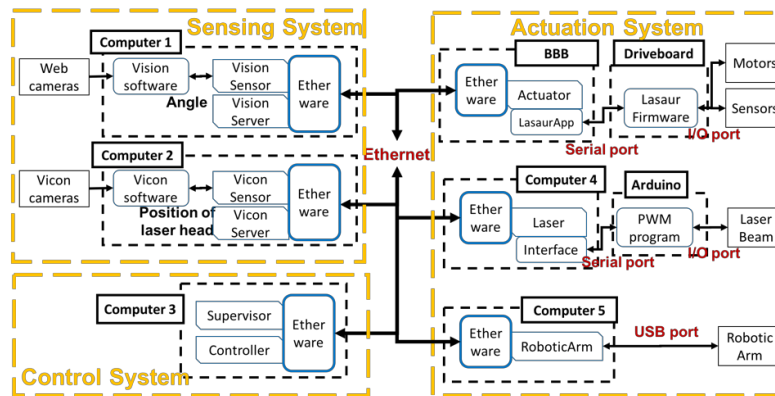 Sensing System
Computer 1
Web
cameras
Vision
software
Angle
Vision
Sensor
Vision
Server
Ether
ware
Computer 2
Vicon
cameras
Vicon
software
Position of
laser head
Vicon
Sensor
Vicon
Server
Ether
ware
Computer 3
Supervisor
Controller
Ether
ware
Control System
Ethernet
Actuation System
BBB
Ether
ware
Actuator
LasaurApp
Serial port
Driveboard
Lasaur
Firmware
I/O port
Motors
Sensors
Computer 4
Ether
ware
Laser
Interface
Serial port
Arduino
PWM
program
I/O port
Laser
Beam
Computer 5
Ether
ware
RoboticArm
USB port
Robotic
Arm